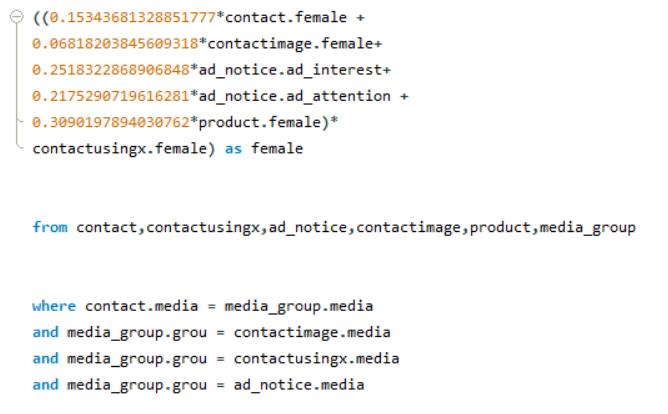 ((0.15343681328851777*contact.female +
0.06818203845609318*contactimage.female+
0.2518322868906848*ad_notice.ad_interest+
0.2175290719616281*ad_notice.ad_attention +
0.3090197894030762*product.female)*
contactusingx.female) as female
from contact,contactusingx,ad_notice,contactimage,product,media_group
where contact.media = media_group.media
and media_group.grou = contactimage.media
and media_group.grou = contactusingx.media
and media_group.grou = ad_notice.media